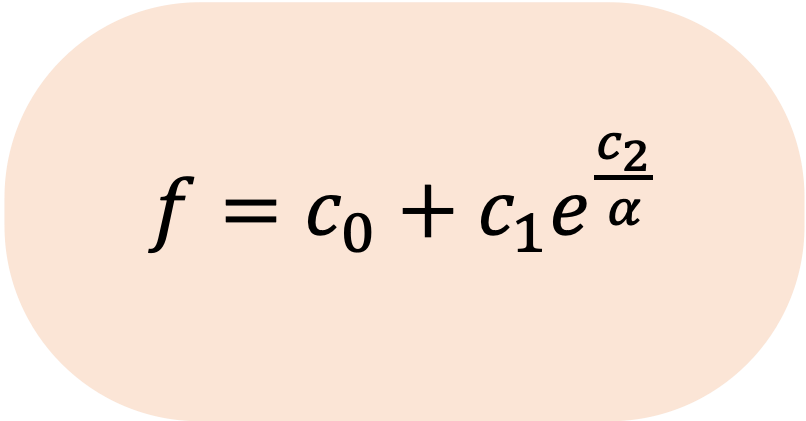 f = c₀ + c₁e^(c₂/α)